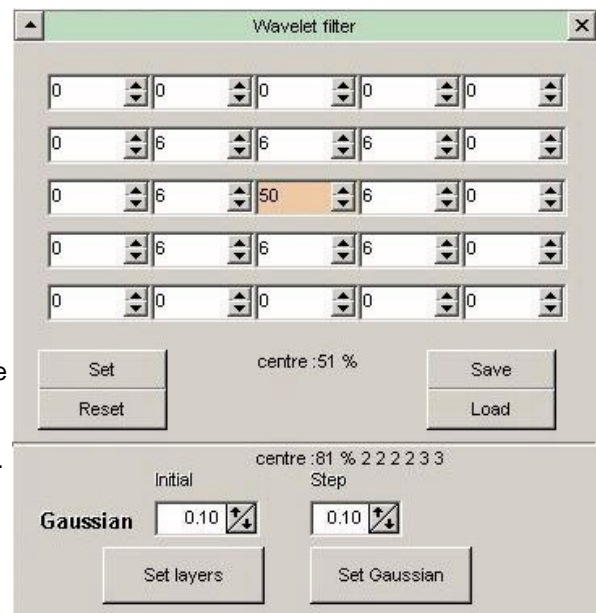 Wavelet filter
0 0 0 0 0
0 6 6 6 0
0 6 50 6 0
0 6 6 6 0
0 0 0 0 0
e
Set centre :51 % Save
Reset Load
.
centre :81 % 2 2 2 2 3 3
Initial Step
Gaussian 0.10 0.10
Set layers Set Gaussian